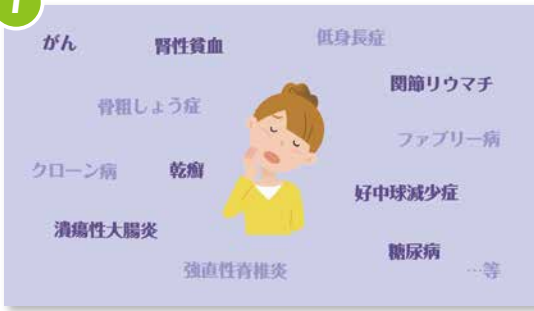 1
がん
腎性貧血
低身長症
関節リウマチ
骨粗しょう症
ファブリー病
クローン病
乾癬
好中球減少症
潰瘍性大腸炎
糖尿病
強直性脊椎炎
…等